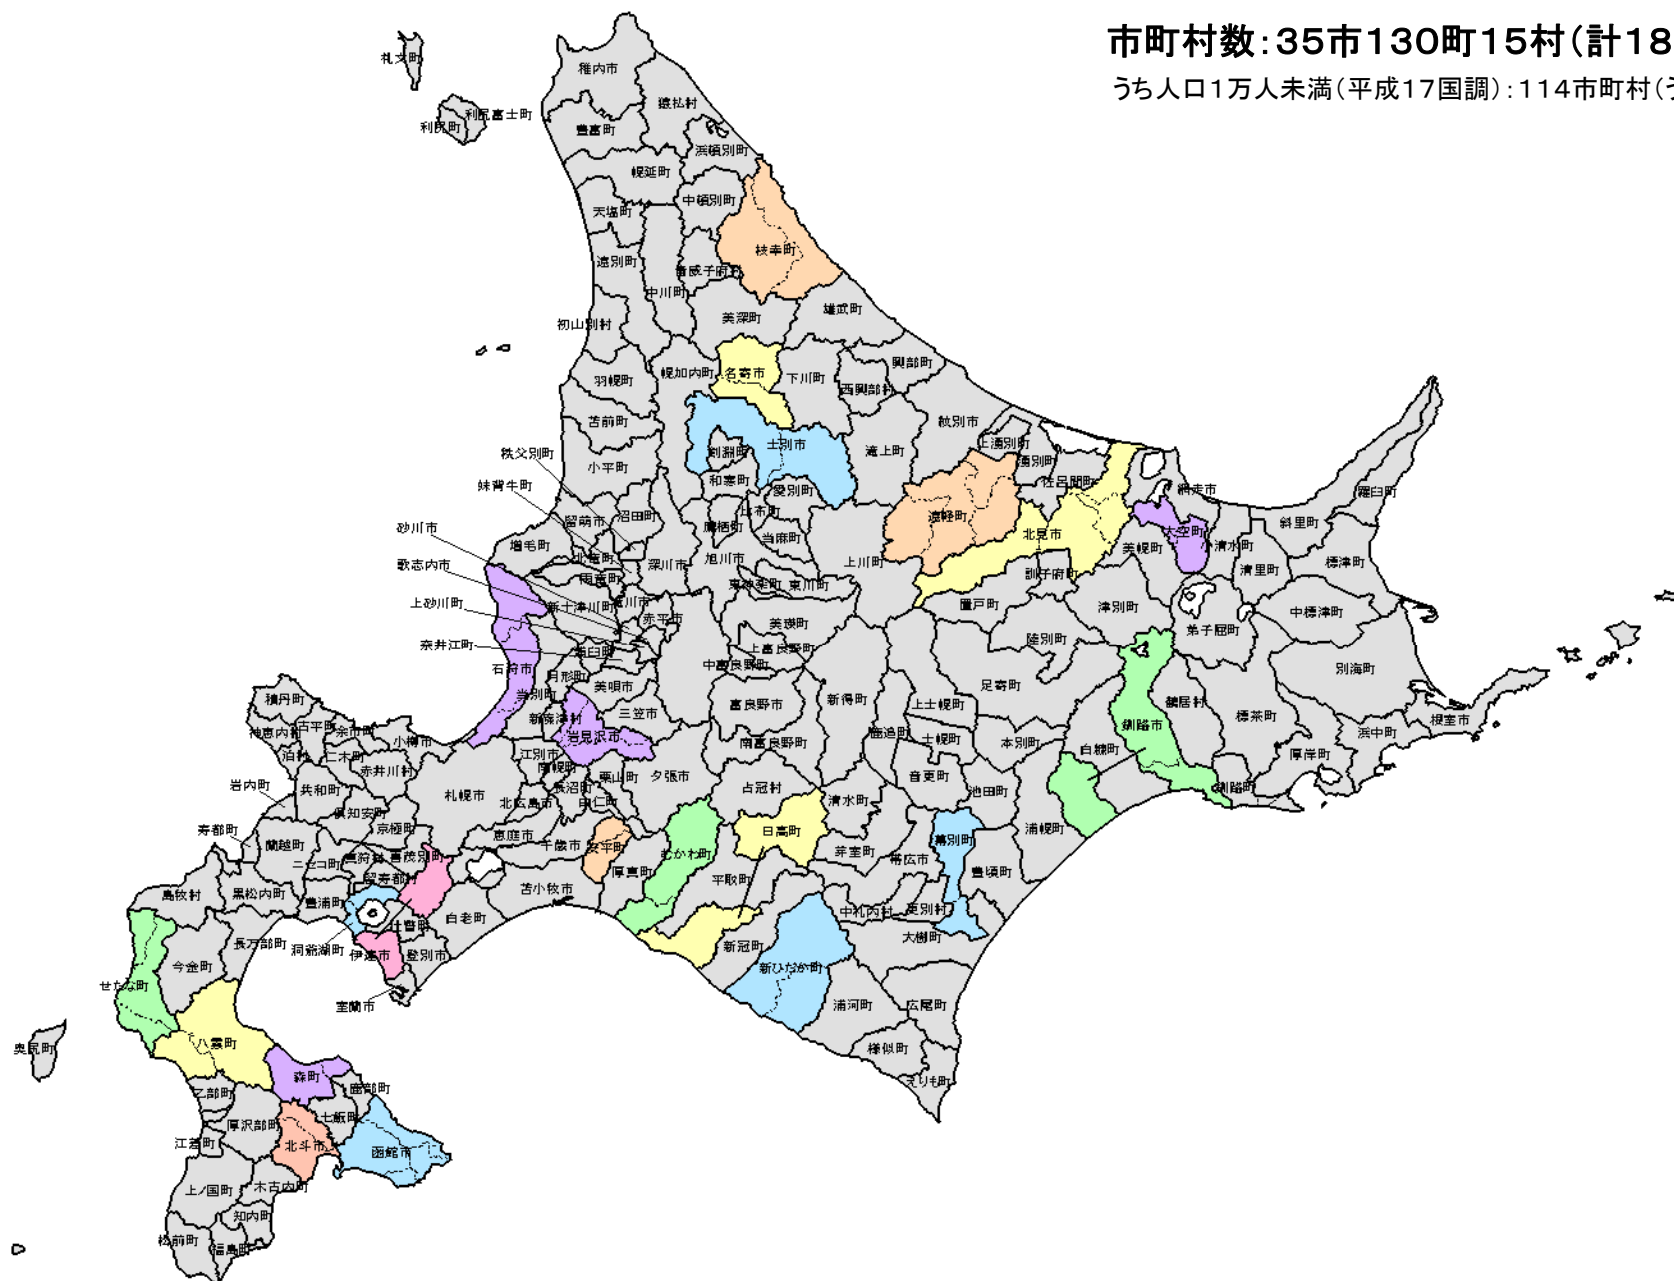 市町村数：35市130町15村(計18
うち人口1万人未満(平成17国調)：114市町村(う
礼文町
利尻富士町
利尻町
稚内市
猿払村
豊富町
浜頓別町
幌延町
中頓別町
天塩町
枝幸町
遠別町
音威子府村
中川町
雄武町
美深町
初山別村
興部町
名寄市
幌加内町
下川町
羽幌町
西興部村
紋別市
苫前町
上湧別町
士別市
剣淵町
滝上町
湧別町
秩父別町
小平町
和寒町
佐呂間町
妹背牛町
愛別町
網走市
羅臼町
比布町
沼田町
遠軽町
留萌市
鷹栖町
斜里町
砂川市
大空町
北見市
当麻町
増毛町
美幌町
小清水町
北竜町
旭川市
上川町
標津町
歌志内市
深川市
清里町
訓子府町
雨竜町
東神楽町
東川町
上砂川町
滝川市
新十津川町
置戸町
津別町
中標津町
赤平市
美瑛町
弟子屈町
奈井江町
陸別町
浦臼町
上富良野町
中富良野町
石狩市
別海町
月形町
美唄市
足寄町
当別町
積丹町
新得町
富良野市
上士幌町
鶴居村
三笠市
新篠津村
標茶町
根室市
古平町
余市町
神恵内村
釧路市
鹿追町
浜中町
岩見沢市
小樽市
士幌町
南富良野町
本別町
白糠町
泊村
仁木町
江別市
厚岸町
赤井川村
南幌町
栗山町
夕張市
音更町
岩内町
共和町
長沼町
占冠村
池田町
釧路町
札幌市
北広島市
由仁町
清水町
倶知安町
京極町
寿都町
浦幌町
恵庭市
日高町
幕別町
蘭越町
千歳市
安平町
ニセコ町
真狩村
喜茂別町
むかわ町
芽室町
帯広市
留寿都村
厚真町
平取町
豊頃町
島牧村
黒松内町
苫小牧市
豊浦町
中札内村
更別村
白老町
壮瞥町
長万部町
大樹町
洞爺湖町
伊達市
登別市
新冠町
今金町
新ひだか町
せたな町
室蘭市
浦河町
広尾町
八雲町
奥尻町
様似町
森町
えりも町
鹿部町
乙部町
七飯町
厚沢部町
江差町
北斗市
函館市
上ノ国町
木古内町
知内町
松前町
福島町